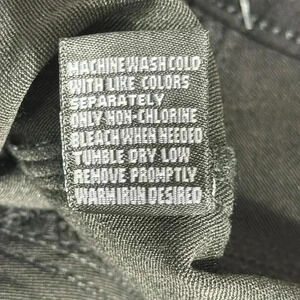 MACHINE WASH COLD
WITH LIKE COLORS
SEPARATELY
ONLY NON-CHLORINE
BLEACH WHEN NEEDED
TUMBLE DRY LOW
REMOVE PROMPTLY
WARM IRON DESIRED